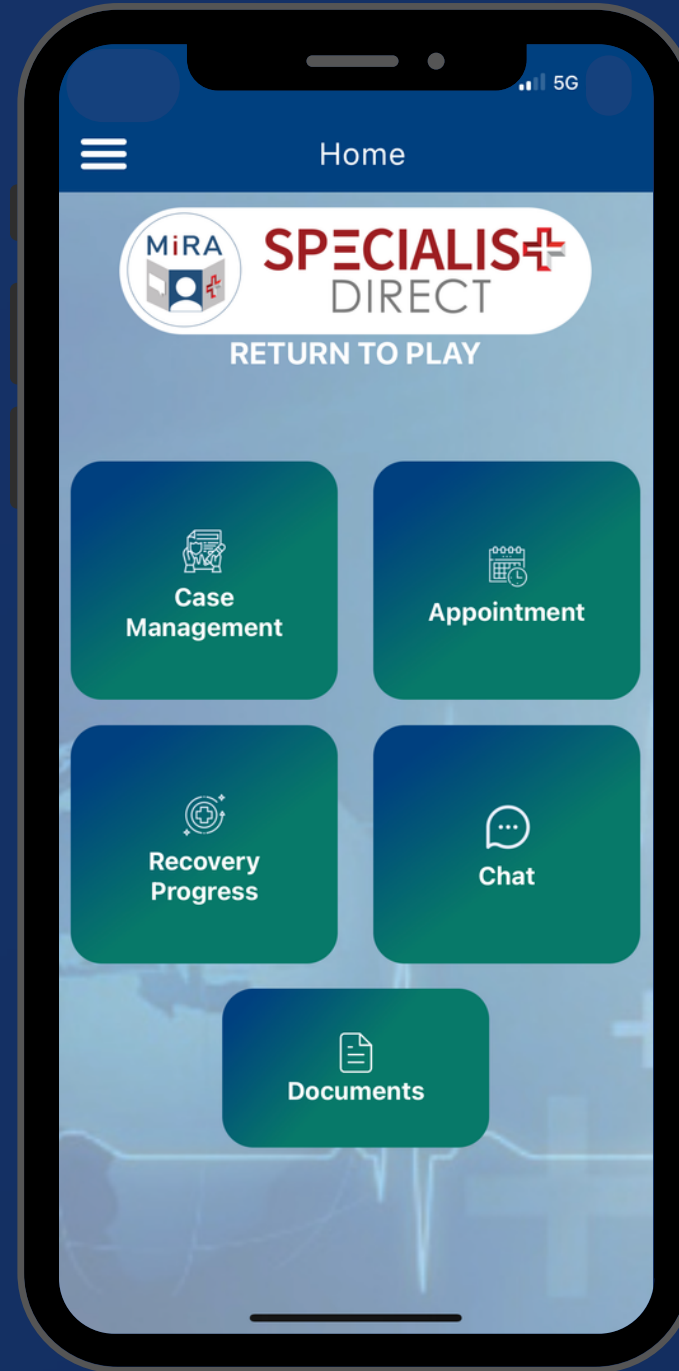 5G
Home
MiRA
SPECIALIST
DIRECT
RETURN TO PLAY
Case
Management
Appointment
Recovery
Progress
Chat
Documents